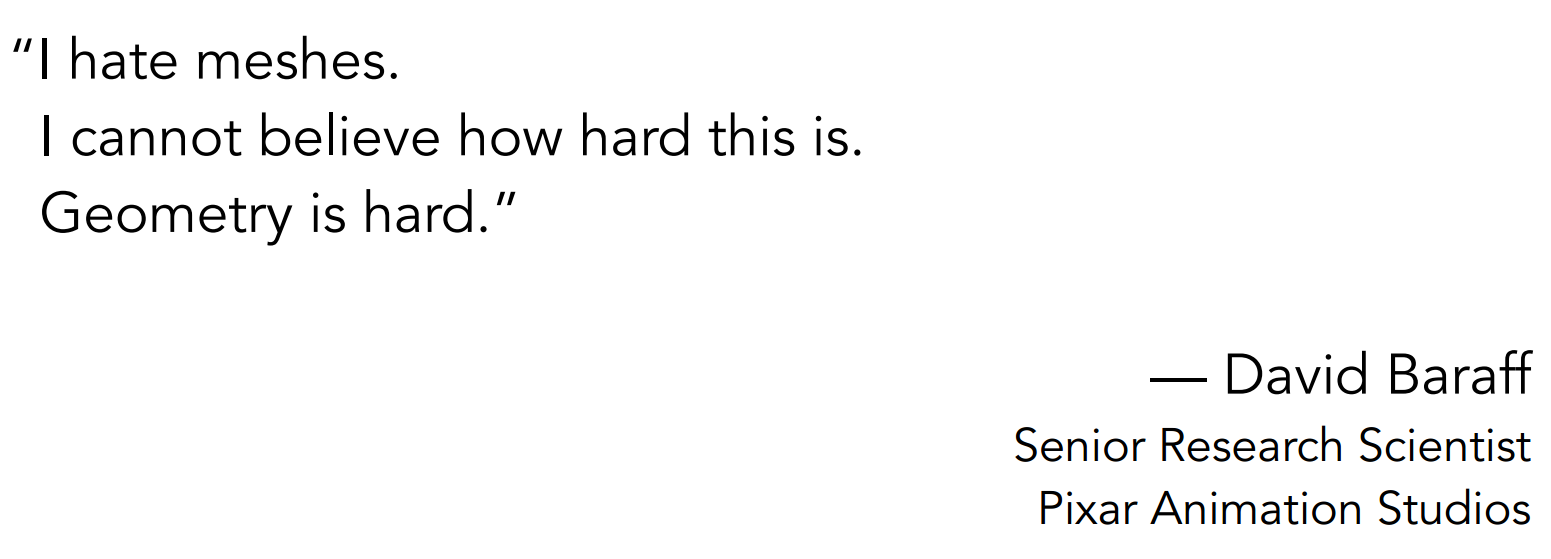 “I hate meshes.
I cannot believe how hard this is.
Geometry is hard.”
— David Baraff
Senior Research Scientist
Pixar Animation Studios